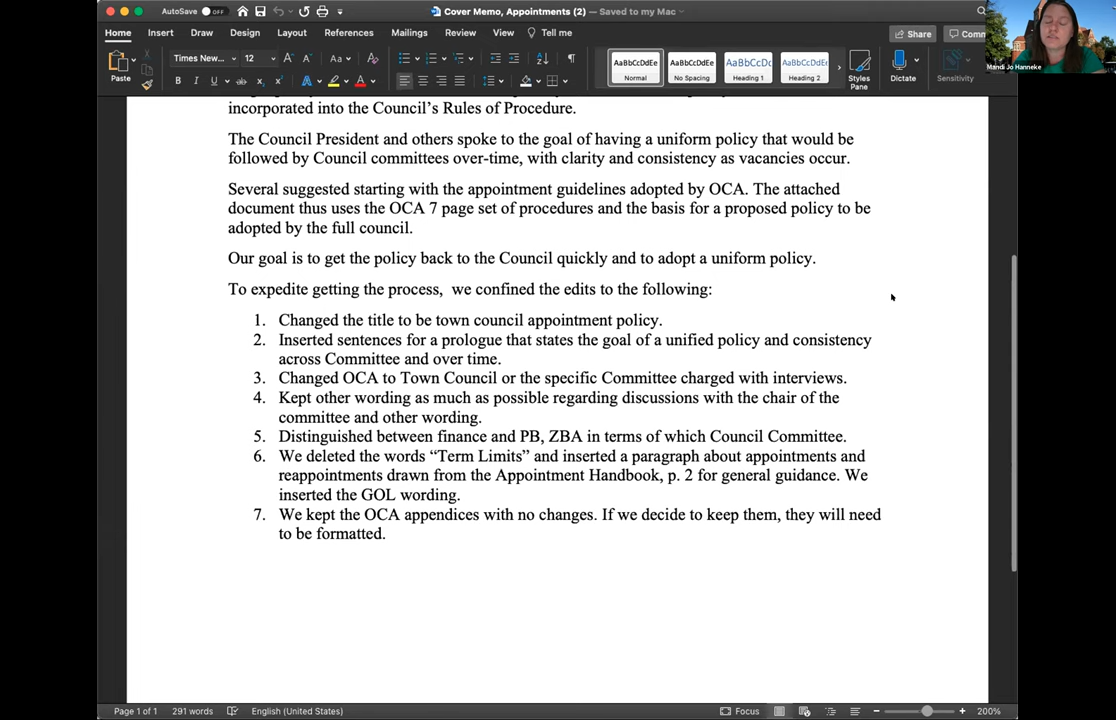 AutoSave OFF
Cover Memo, Appointments (2) — Saved to my Mac
Home Insert Draw Design Layout References Mailings Review View Tell me
Share Comm
Mandi Jo Hanneke
Paste
Times New... 12
Aa
B I U ab x₂ x² A A
AaBbCcDdEe AaBbCcDdEe AaBbCcDc AaBbCcDdEe
Normal No Spacing Heading 1 Heading 2
Styles Pane
Dictate Sensitivity
incorporated into the Council’s Rules of Procedure.
The Council President and others spoke to the goal of having a uniform policy that would be
followed by Council committees over-time, with clarity and consistency as vacancies occur.
Several suggested starting with the appointment guidelines adopted by OCA. The attached
document thus uses the OCA 7 page set of procedures and the basis for a proposed policy to be
adopted by the full council.
Our goal is to get the policy back to the Council quickly and to adopt a uniform policy.
To expedite getting the process,  we confined the edits to the following:
1. Changed the title to be town council appointment policy.
2. Inserted sentences for a prologue that states the goal of a unified policy and consistency
across Committee and over time.
3. Changed OCA to Town Council or the specific Committee charged with interviews.
4. Kept other wording as much as possible regarding discussions with the chair of the
committee and other wording.
5. Distinguished between finance and PB, ZBA in terms of which Council Committee.
6. We deleted the words “Term Limits” and inserted a paragraph about appointments and
reappointments drawn from the Appointment Handbook, p. 2 for general guidance. We
inserted the GOL wording.
7. We kept the OCA appendices with no changes. If we decide to keep them, they will need
to be formatted.
Page 1 of 1 291 words English (United States) Focus 200%